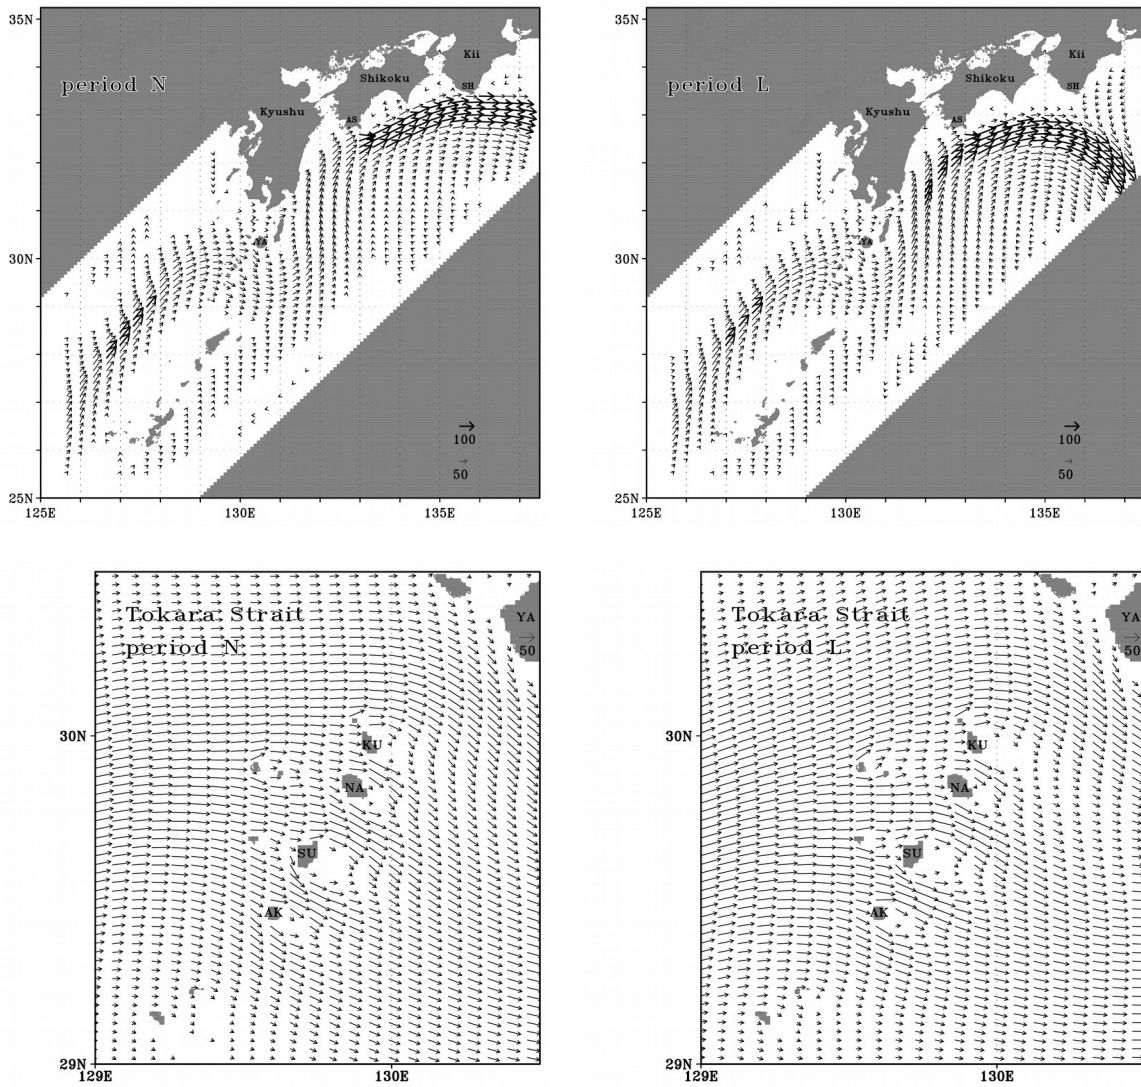 35N
period N
Kii
Shikoku
SH
Kyushu
AS
30N
YA
100
50
25N
125E
130E
135E
35N
period L
Kii
Shikoku
SH
Kyushu
AS
30N
YA
100
50
25N
125E
130E
135E
Tokara Strait
period N
YA
50
30N
KU
NA
SU
AK
29N
129E
130E
Tokara Strait
period L
YA
50
30N
KU
NA
SU
AK
29N
129E
130E